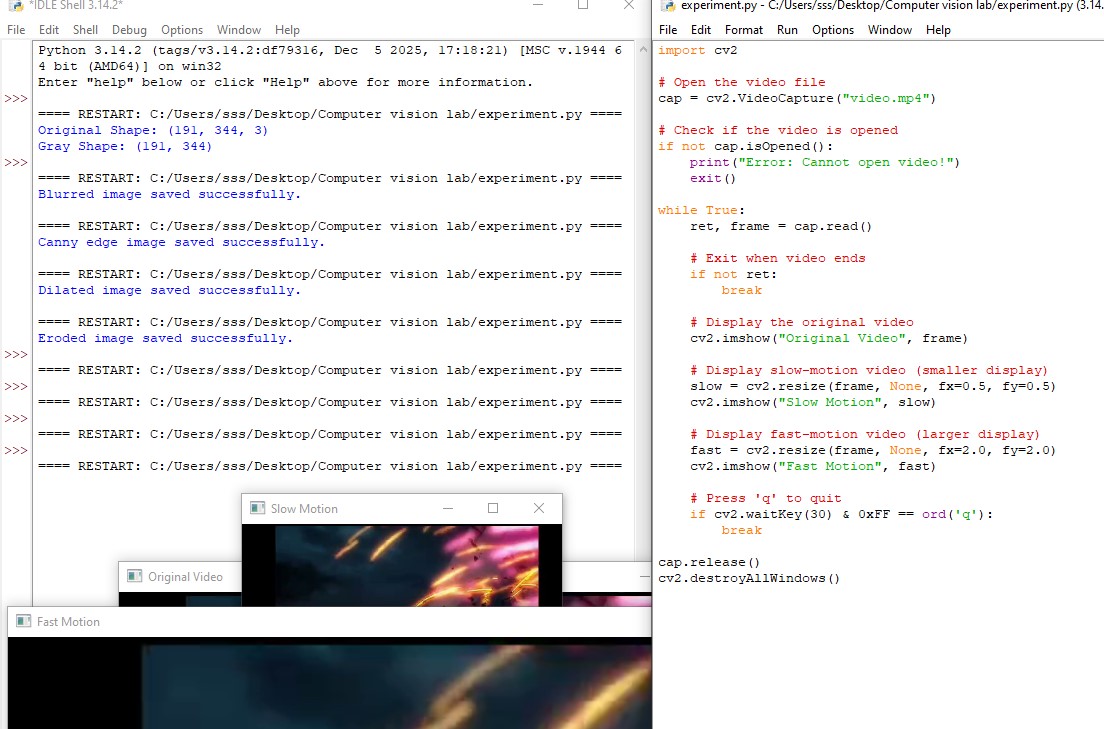 *IDLE Shell 3.14.2*
File Edit Shell Debug Options Window Help
Python 3.14.2 (tags/v3.14.2:df79316, Dec  5 2025, 17:18:21) [MSC v.1944 6
4 bit (AMD64)] on win32
Enter "help" below or click "Help" above for more information.
>>>
==== RESTART: C:/Users/sss/Desktop/Computer vision lab/experiment.py ====
Original Shape: (191, 344, 3)
Gray Shape: (191, 344)
>>>
==== RESTART: C:/Users/sss/Desktop/Computer vision lab/experiment.py ====
Blurred image saved successfully.
==== RESTART: C:/Users/sss/Desktop/Computer vision lab/experiment.py ====
Canny edge image saved successfully.
==== RESTART: C:/Users/sss/Desktop/Computer vision lab/experiment.py ====
Dilated image saved successfully.
==== RESTART: C:/Users/sss/Desktop/Computer vision lab/experiment.py ====
Eroded image saved successfully.
>>>
==== RESTART: C:/Users/sss/Desktop/Computer vision lab/experiment.py ====
>>>
==== RESTART: C:/Users/sss/Desktop/Computer vision lab/experiment.py ====
>>>
==== RESTART: C:/Users/sss/Desktop/Computer vision lab/experiment.py ====
>>>
==== RESTART: C:/Users/sss/Desktop/Computer vision lab/experiment.py ====
Slow Motion
Original Video
Fast Motion
experiment.py - C:/Users/sss/Desktop/Computer vision lab/experiment.py (3.14.
File Edit Format Run Options Window Help
import cv2

# Open the video file
cap = cv2.VideoCapture("video.mp4")

# Check if the video is opened
if not cap.isOpened():
    print("Error: Cannot open video!")
    exit()

while True:
    ret, frame = cap.read()

    # Exit when video ends
    if not ret:
        break

    # Display the original video
    cv2.imshow("Original Video", frame)

    # Display slow-motion video (smaller display)
    slow = cv2.resize(frame, None, fx=0.5, fy=0.5)
    cv2.imshow("Slow Motion", slow)

    # Display fast-motion video (larger display)
    fast = cv2.resize(frame, None, fx=2.0, fy=2.0)
    cv2.imshow("Fast Motion", fast)

    # Press 'q' to quit
    if cv2.waitKey(30) & 0xFF == ord('q'):
        break

cap.release()
cv2.destroyAllWindows()